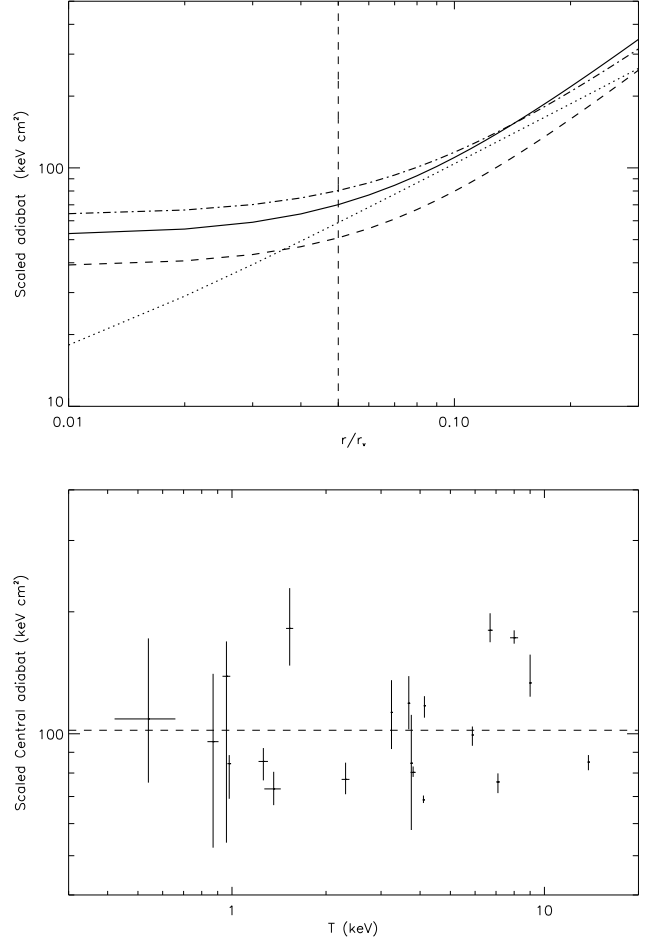 100
10
0.01
0.10
r/rᵥ
Scaled adiabat (keV cm²)
100
1
10
T (keV)
Scaled Central adiabat (keV cm²)